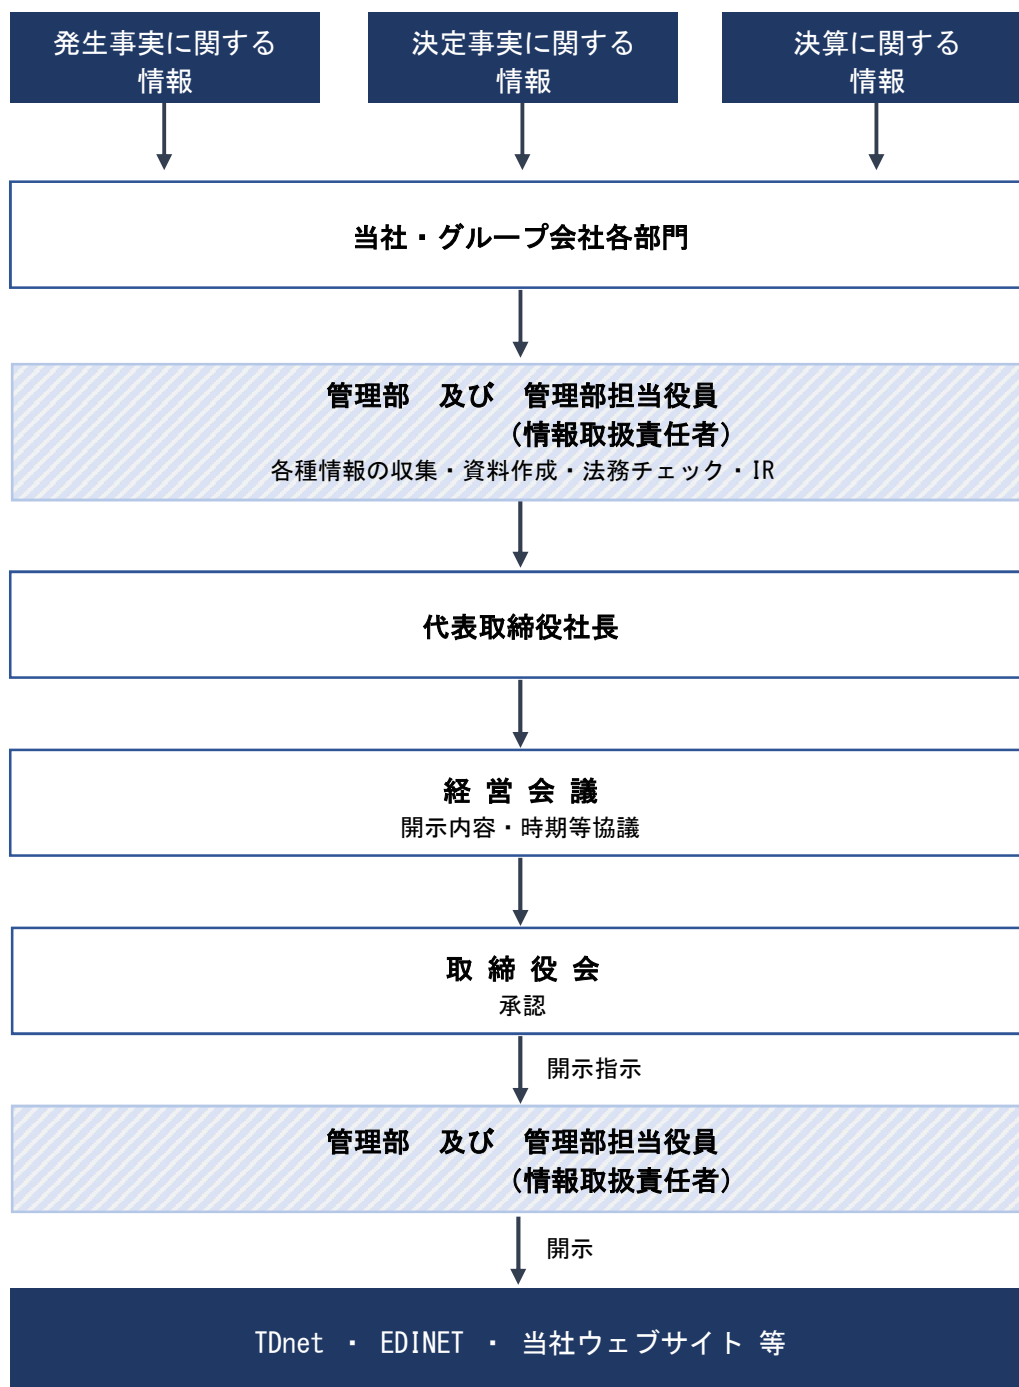 発生事実に関する
情報
決定事実に関する
情報
決算に関する
情報
当社・グループ会社各部門
管理部　及び　管理部担当役員
（情報取扱責任者）
各種情報の収集・資料作成・法務チェック・IR
代表取締役社長
経 営 会 議
開示内容・時期等協議
取 締 役 会
承認
開示指示
管理部　及び　管理部担当役員
（情報取扱責任者）
開示
TDnet ・ EDINET ・ 当社ウェブサイト 等